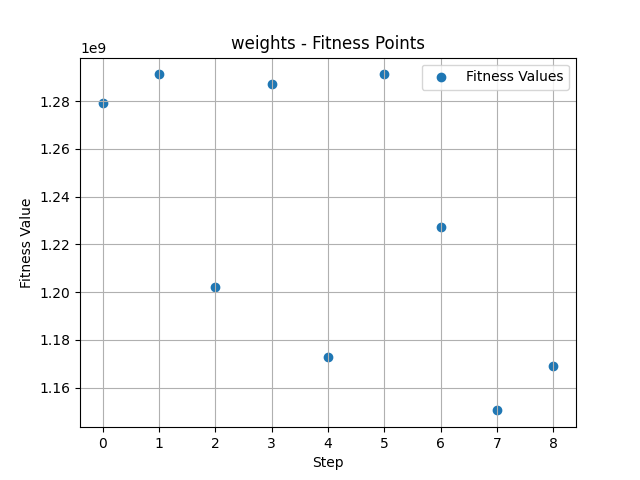 weights - Fitness Points
1e9
Fitness Values
1.28
1.26
1.24
1.22
1.20
1.18
1.16
Fitness Value
0 1 2 3 4 5 6 7 8
Step